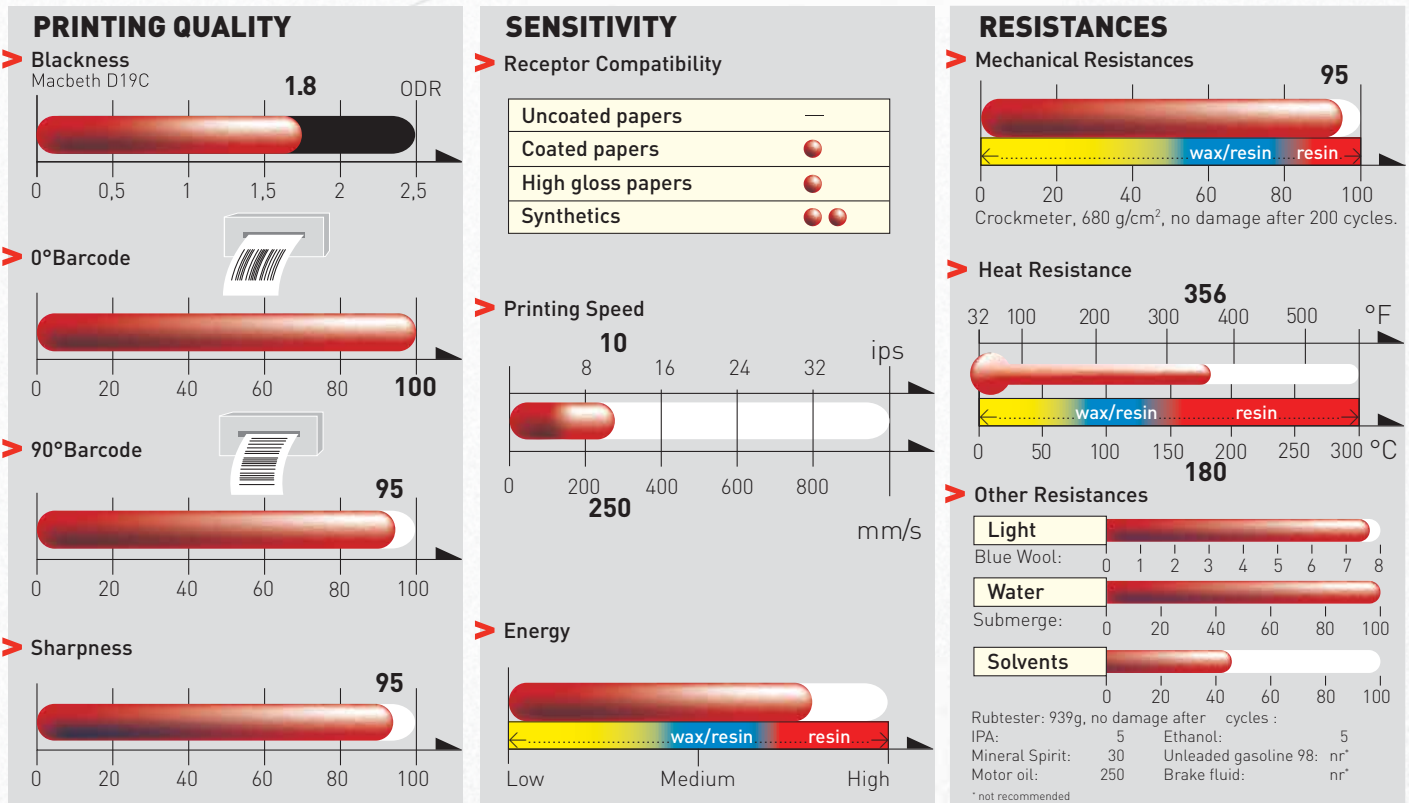 PRINTING QUALITY
> Blackness
Macbeth D19C
1.8
ODR
0 0,5 1 1,5 2 2,5
> 0°Barcode
0 20 40 60 80 100
> 90°Barcode
95
0 20 40 60 80 100
> Sharpness
95
0 20 40 60 80 100
SENSITIVITY
> Receptor Compatibility
Uncoated papers —
Coated papers
High gloss papers
Synthetics
> Printing Speed
10
8 16 24 32 ips
0 200 400 600 800
250
mm/s
> Energy
wax/resin resin
Low Medium High
RESISTANCES
> Mechanical Resistances
95
wax/resin resin
0 20 40 60 80 100
Crockmeter, 680 g/cm², no damage after 200 cycles.
> Heat Resistance
356
32 100 200 300 400 500 °F
wax/resin resin
0 50 100 150 200 250 300 °C
180
> Other Resistances
Light
Blue Wool: 0 1 2 3 4 5 6 7 8
Water
Submerge: 0 20 40 60 80 100
Solvents
0 20 40 60 80 100
Rubtester: 939g, no damage after cycles :
IPA: 5 Ethanol: 5
Mineral Spirit: 30 Unleaded gasoline 98: nr*
Motor oil: 250 Brake fluid: nr*
* not recommended